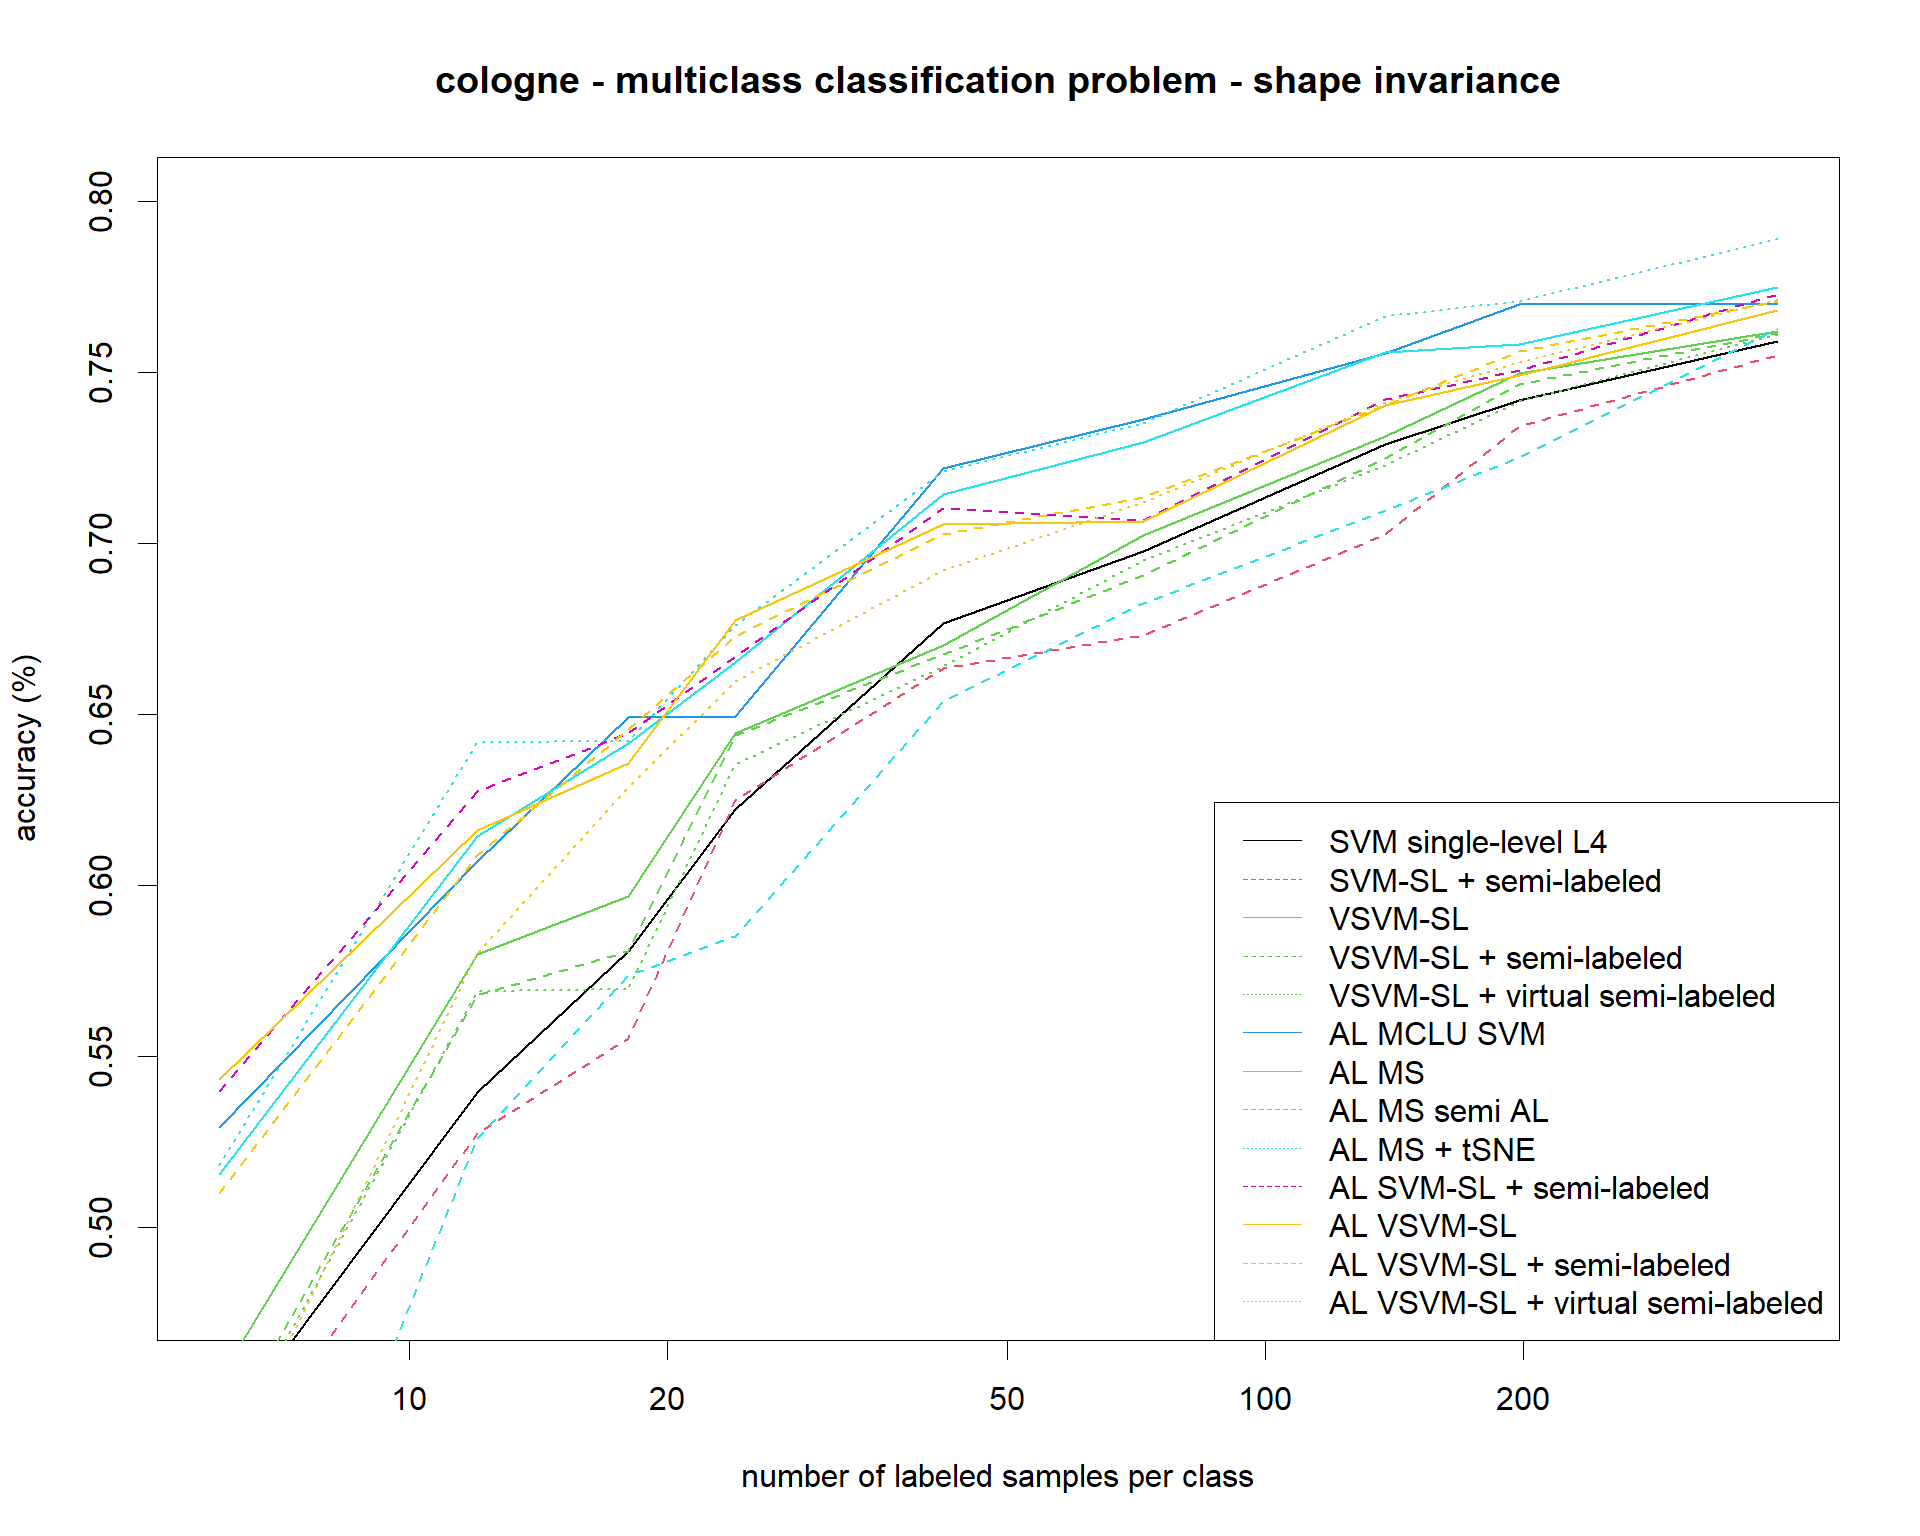 cologne - multiclass classification problem - shape invariance
accuracy (%)
0.80
0.75
0.70
0.65
0.60
0.55
0.50
SVM single-level L4
SVM-SL + semi-labeled
VSVM-SL
VSVM-SL + semi-labeled
VSVM-SL + virtual semi-labeled
AL MCLU SVM
AL MS
AL MS semi AL
AL MS + tSNE
AL SVM-SL + semi-labeled
AL VSVM-SL
AL VSVM-SL + semi-labeled
AL VSVM-SL + virtual semi-labeled
10 20 50 100 200
number of labeled samples per class